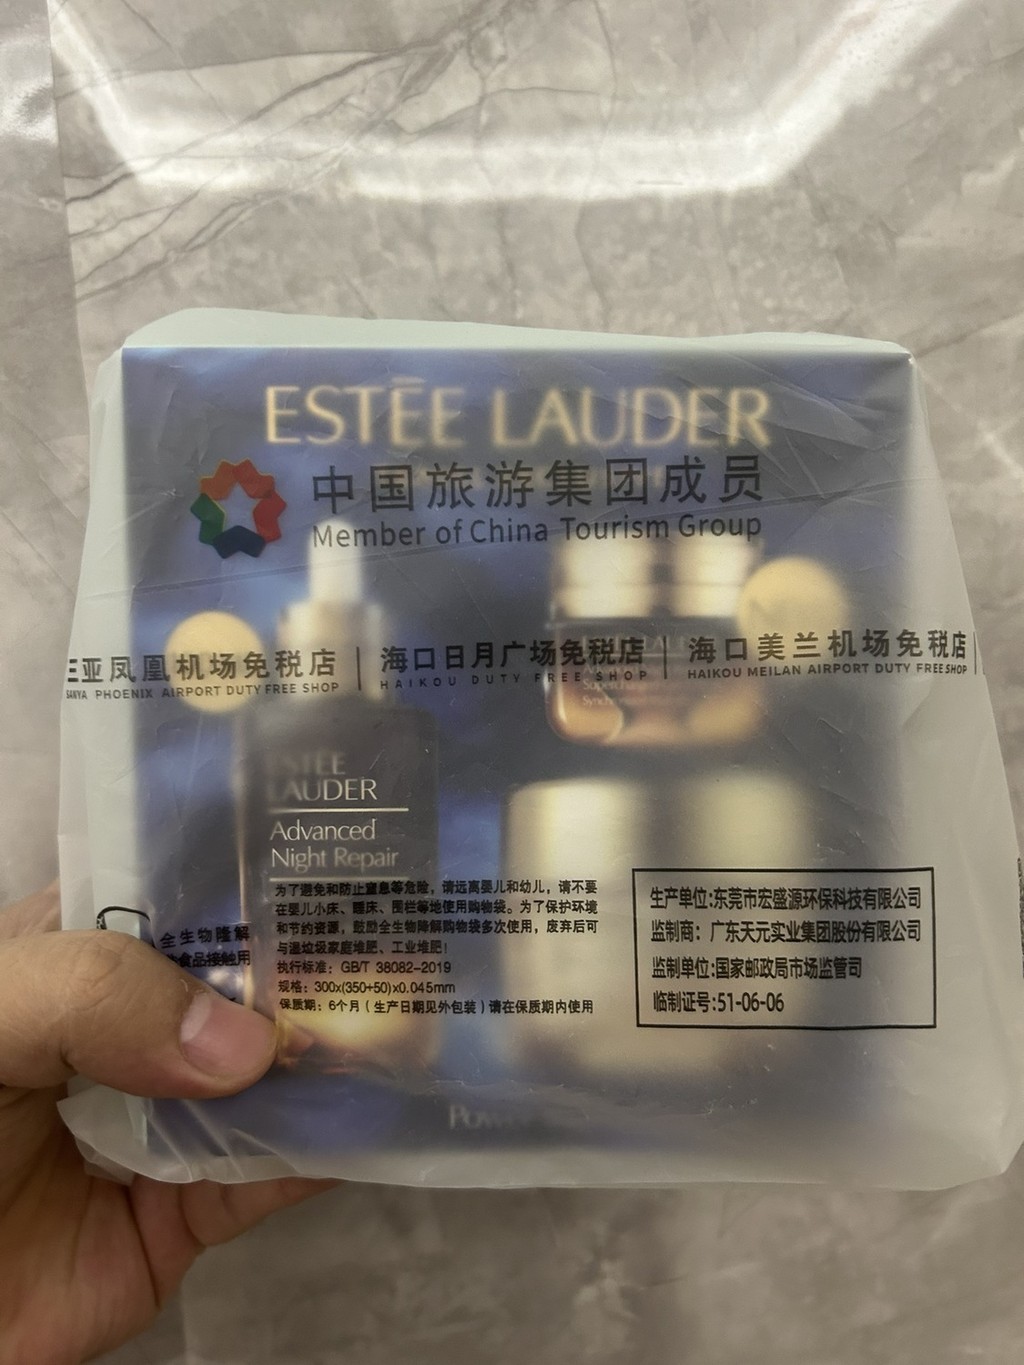 ESTĒE LAUDER
中国旅游集团成员
Member of China Tourism Group
三亚凤凰机场免税店 | 海口日月广场免税店 | 海口美兰机场免税店 |
SANYA PHOENIX AIRPORT DUTY FREE SHOP HAIKOU DUTY FREE SHOP HAIKOU MEILAN AIRPORT DUTY FREE SHOP
ESTĒE
LAUDER
Advanced
Night Repair
为了避免和防止窒息等危险，请远离婴儿和幼儿，请不要
在婴儿小床、睡床、围栏等地使用购物袋。为了保护环境
和节约资源，鼓励全生物降解购物袋多次使用，废弃后可
与湿垃圾家庭堆肥、工业堆肥！
执行标准：GB/T 38082-2019
规格：300x(350+50)x0.045mm
保质期：6个月（生产日期见外包装）请在保质期内使用
全生物降解
食品接触用
生产单位:东莞市宏盛源环保科技有限公司
监制商：广东天元实业集团股份有限公司
监制单位:国家邮政局市场监管司
临制证号:51-06-06